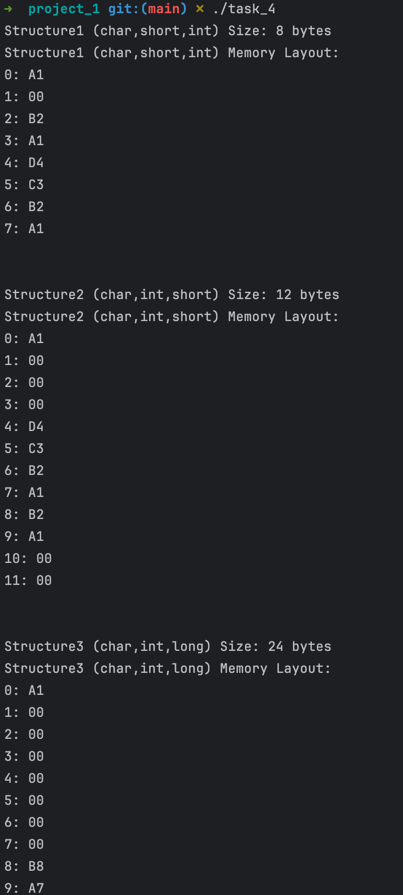 ➜  project_1 git:(main) ✗ ./task_4
Structure1 (char,short,int) Size: 8 bytes
Structure1 (char,short,int) Memory Layout:
0: A1
1: 00
2: B2
3: A1
4: D4
5: C3
6: B2
7: A1
Structure2 (char,int,short) Size: 12 bytes
Structure2 (char,int,short) Memory Layout:
0: A1
1: 00
2: 00
3: 00
4: D4
5: C3
6: B2
7: A1
8: B2
9: A1
10: 00
11: 00
Structure3 (char,int,long) Size: 24 bytes
Structure3 (char,int,long) Memory Layout:
0: A1
1: 00
2: 00
3: 00
4: 00
5: 00
6: 00
7: 00
8: B8
9: A7